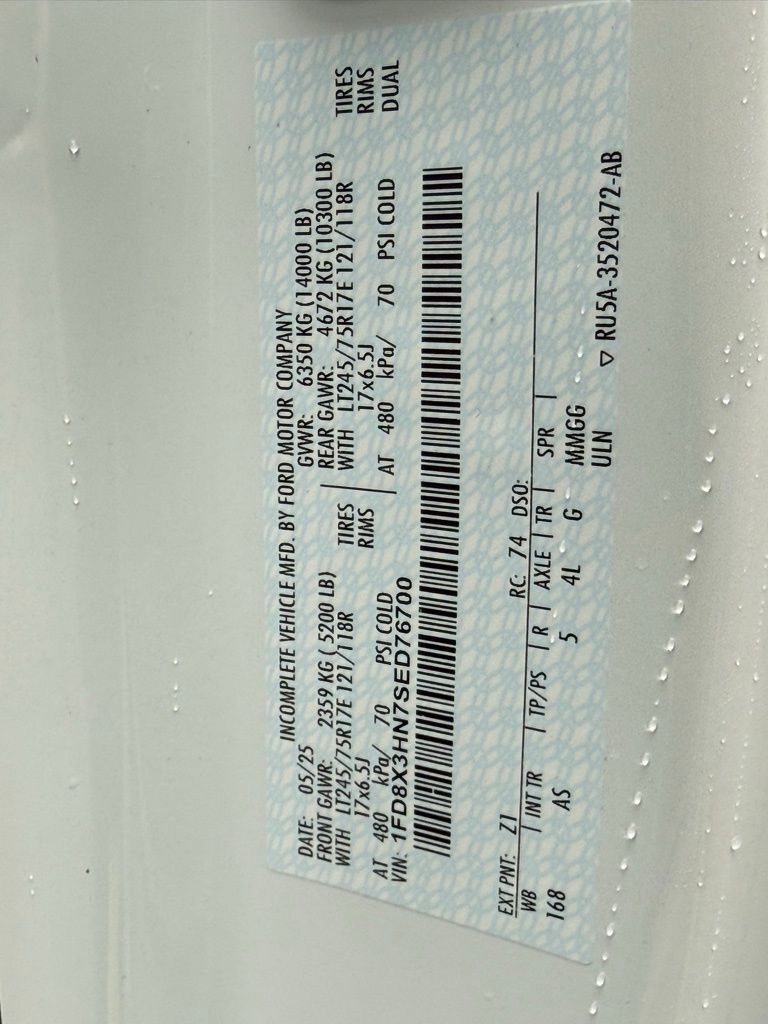 INCOMPLETE VEHICLE MFD. BY FORD MOTOR COMPANY
DATE: 05/25 GVWR: 6350 KG (14000 LB)
FRONT GAWR: 2359 KG ( 5200 LB) REAR GAWR: 4672 KG (10300 LB)
WITH LT245/75R17E 121/118R TIRES WITH LT245/75R17E 121/118R TIRES
17x6.5J RIMS 17x6.5J RIMS
AT 480 kPa/ 70 PSI COLD AT 480 kPa/ 70 PSI COLD DUAL
VIN: 1FD8X3HN7SED76700
EXT PNT: Z1 RC: 74 DSO:
WB INT TR TP/PS R AXLE TR SPR
168 AS 5 4L G MMGG
ULN
▽ RU5A-3520472-AB